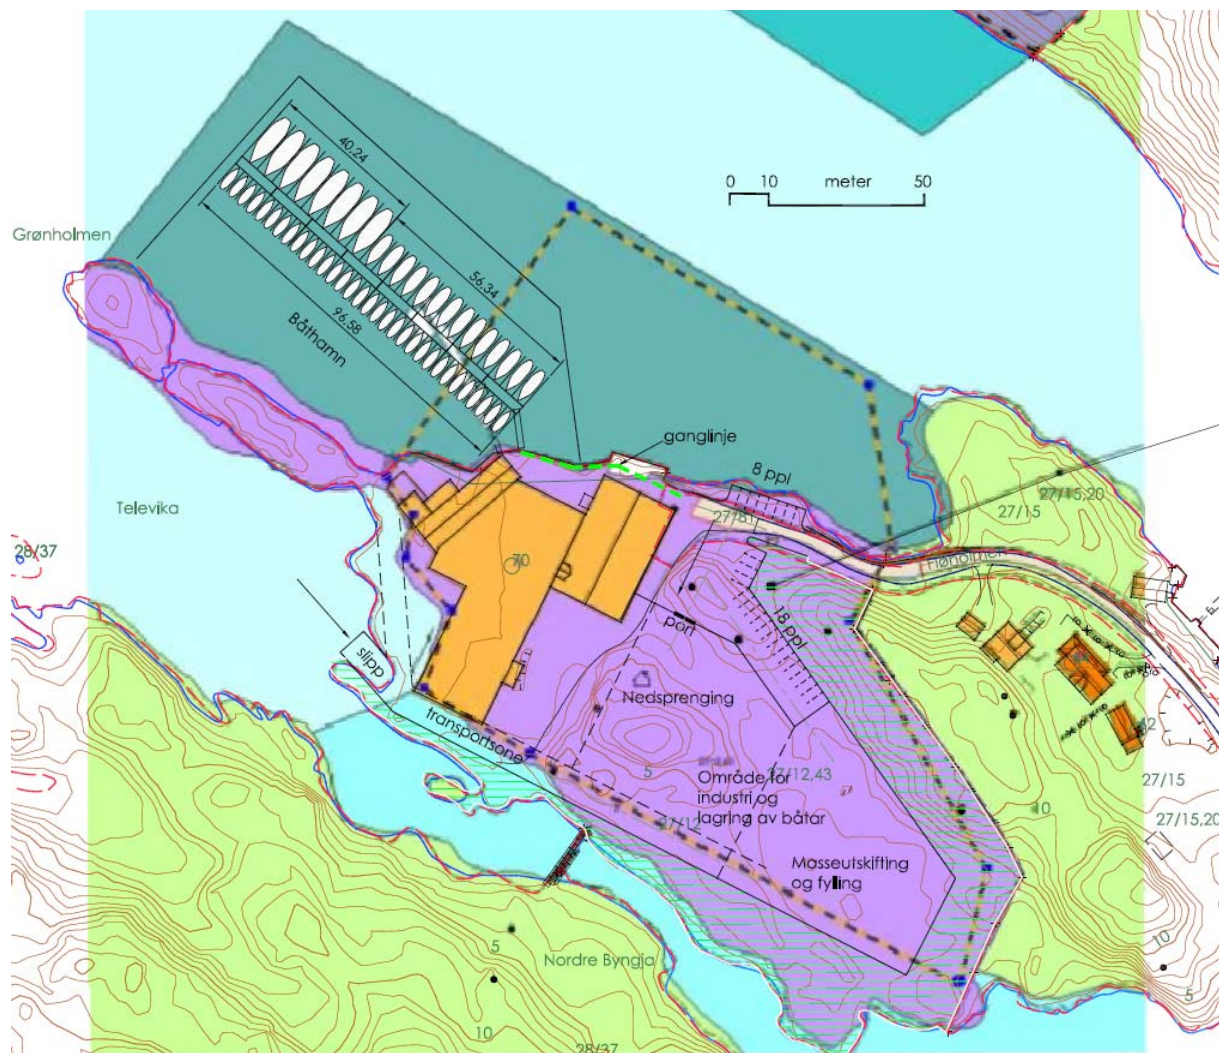 0 10 meter 50
40,24
56,34
96,58
Båthamn
Grønholmen
ganglinje
8 ppl
27/15,20
27/15
27/81
Televika
28/37
70
port
18 ppl
slipp
Nedsprenging
transportsone
5
27/12,43
Område for
industri og
lagring av båtar
27/12
10
42
27/15
27/15,20
Masseutskifting
og fylling
Nordre Byngja
5
10
10
5
28/37